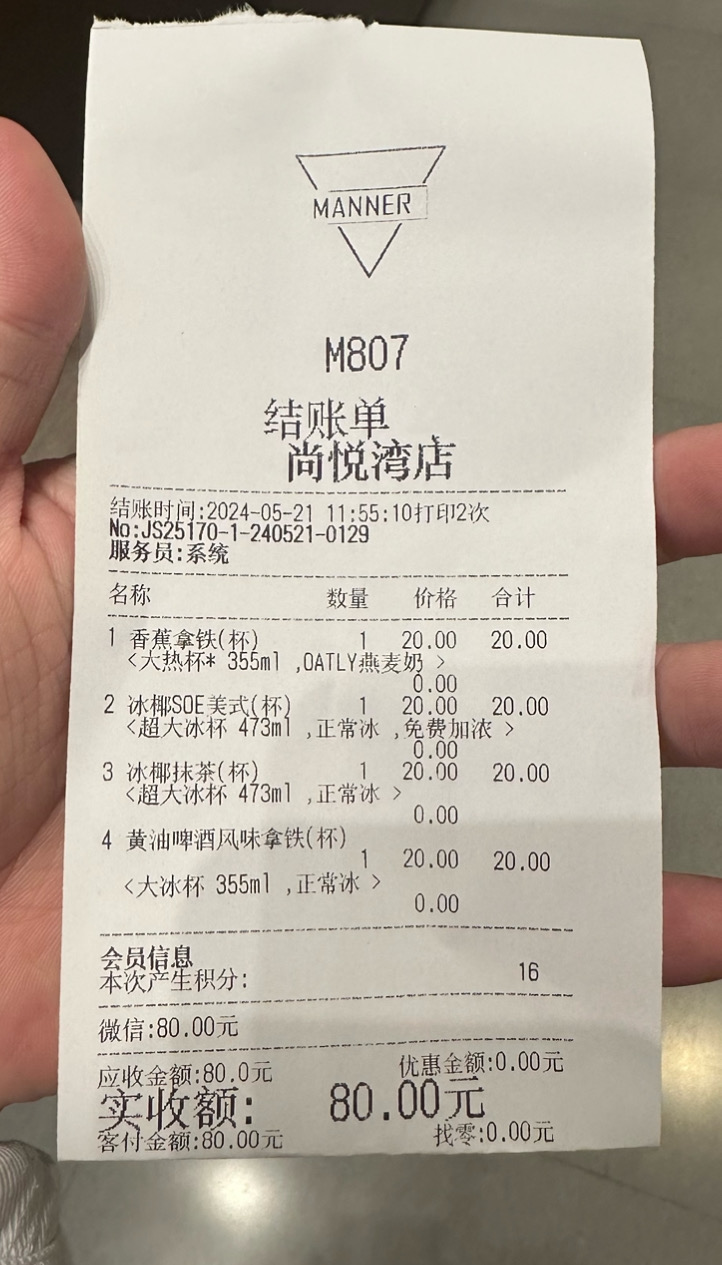 MANNER
M807
结账单
尚悦湾店
结账时间:2024-05-21 11:55:10打印2次
No:JS25170-1-240521-0129
服务员:系统
名称 数量 价格 合计
1 香蕉拿铁(杯) 1 20.00 20.00
<大热杯* 355ml ,OATLY燕麦奶 >
0.00
2 冰椰SOE美式(杯) 1 20.00 20.00
<超大冰杯 473ml ,正常冰 ,免费加浓 >
0.00
3 冰椰抹茶(杯) 1 20.00 20.00
<超大冰杯 473ml ,正常冰 >
0.00
4 黄油啤酒风味拿铁(杯)
1 20.00 20.00
<大冰杯 355ml ,正常冰 >
0.00
会员信息
本次产生积分: 16
微信:80.00元
应收金额:80.0元 优惠金额:0.00元
实收额: 80.00元
客付金额:80.00元 找零:0.00元